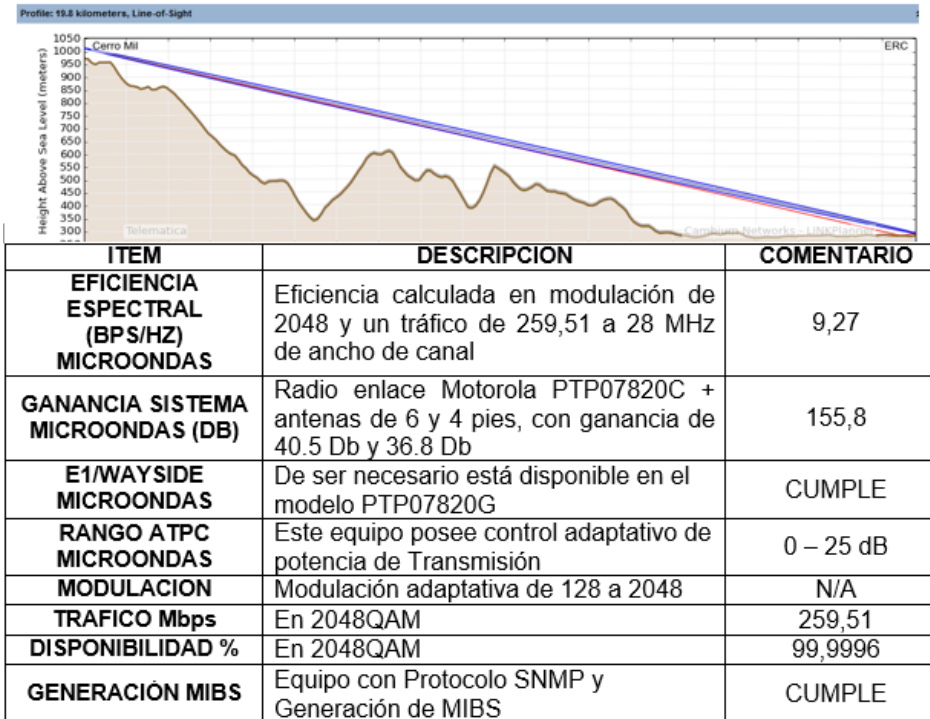 Profile: 19.8 kilometers, Line-of-Sight
Height Above Sea Level (meters)
1050
1000
950
900
850
800
750
700
650
600
550
500
450
400
350
300
Cerro Mil
ERC
Telematica
Cambium Networks - LINKPlanner
ITEM DESCRIPCION COMENTARIO
EFICIENCIA
ESPECTRAL
(BPS/HZ)
MICROONDAS
Eficiencia calculada en modulación de
2048 y un tráfico de 259,51 a 28 MHz
de ancho de canal
9,27
GANANCIA SISTEMA
MICROONDAS (DB)
Radio enlace Motorola PTP07820C +
antenas de 6 y 4 pies, con ganancia de
40.5 Db y 36.8 Db
155,8
E1/WAYSIDE
MICROONDAS
De ser necesario está disponible en el
modelo PTP07820G
CUMPLE
RANGO ATPC
MICROONDAS
Este equipo posee control adaptativo de
potencia de Transmisión
0 – 25 dB
MODULACION Modulación adaptativa de 128 a 2048 N/A
TRAFICO Mbps En 2048QAM 259,51
DISPONIBILIDAD % En 2048QAM 99,9996
GENERACIÓN MIBS
Equipo con Protocolo SNMP y
Generación de MIBS
CUMPLE